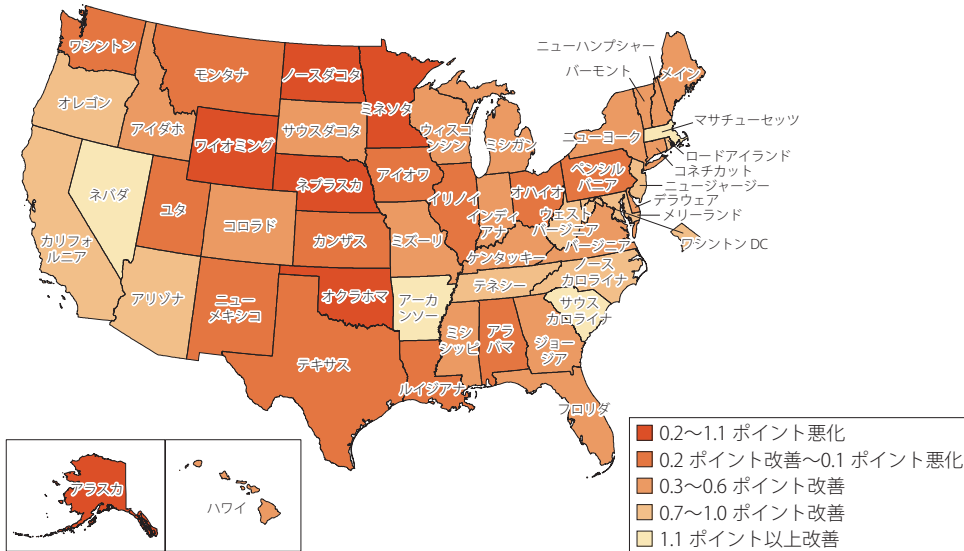 ワシントン
モンタナ
ノースダコタ
ミネソタ
オレゴン
アイダホ
ワイオミング
サウスダコタ
ウィスコ
ンシン
ミシガン
ニューヨーク
ニューハンプシャー
バーモント
メイン
マサチューセッツ
ロードアイランド
コネチカット
ニュージャージー
デラウェア
メリーランド
ワシントン DC
ネバダ
ユタ
コロラド
ネブラスカ
アイオワ
イリノイ
インディ
アナ
オハイオ
ペンシル
バニア
カリフォ
ルニア
カンザス
ミズーリ
ケンタッキー
ウェスト
バージニア
バージニア
アリゾナ
ニュー
メキシコ
オクラホマ
アーカ
ンソー
テネシー
ノース
カロライナ
サウス
カロライナ
テキサス
ルイジアナ
ミシ
シッピ
アラ
バマ
ジョー
ジア
フロリダ
アラスカ
ハワイ
0.2～1.1 ポイント悪化
0.2 ポイント改善～0.1 ポイント悪化
0.3～0.6 ポイント改善
0.7～1.0 ポイント改善
1.1 ポイント以上改善